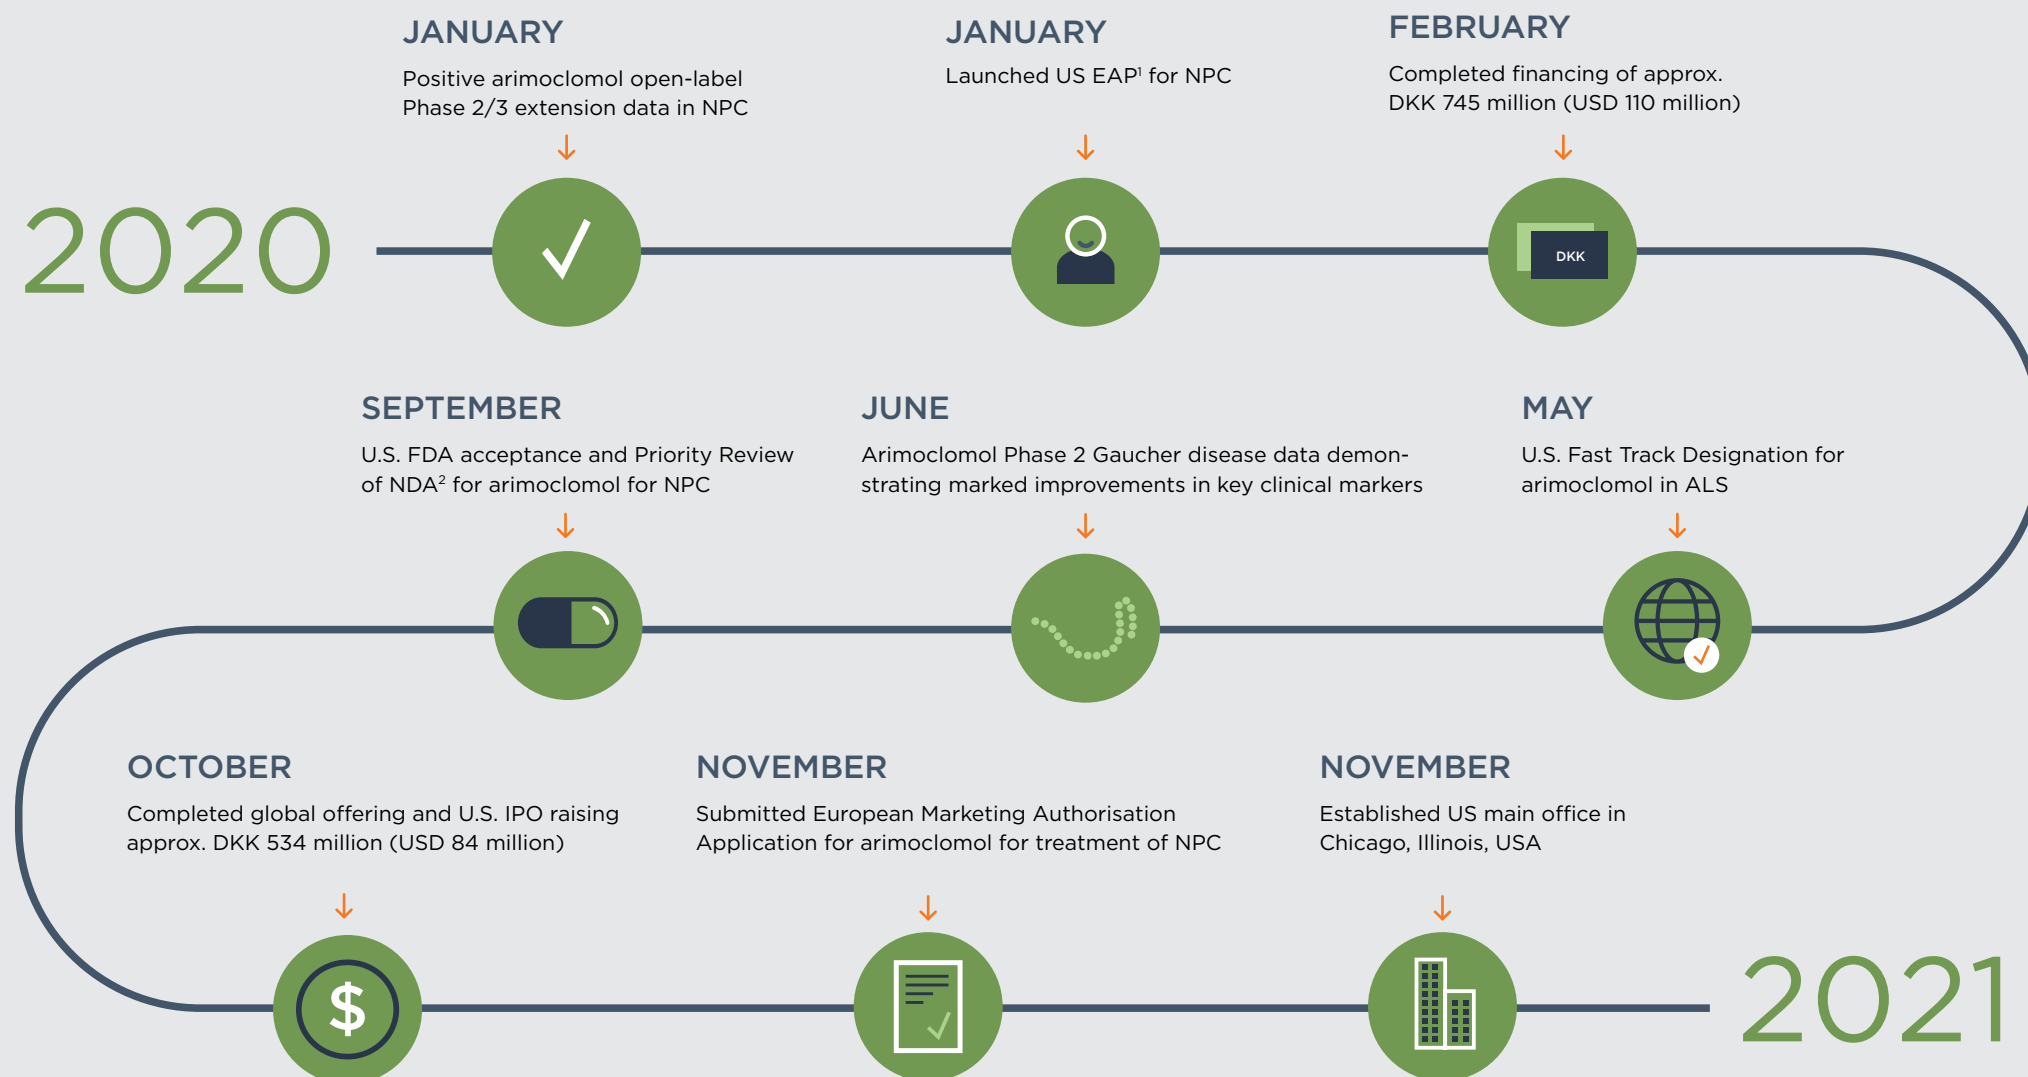 2020
JANUARY
Positive arimoclomol open-label
Phase 2/3 extension data in NPC
JANUARY
Launched US EAP¹ for NPC
FEBRUARY
Completed financing of approx.
DKK 745 million (USD 110 million)
DKK
MAY
U.S. Fast Track Designation for
arimoclomol in ALS
JUNE
Arimoclomol Phase 2 Gaucher disease data demon-
strating marked improvements in key clinical markers
SEPTEMBER
U.S. FDA acceptance and Priority Review
of NDA² for arimoclomol for NPC
OCTOBER
Completed global offering and U.S. IPO raising
approx. DKK 534 million (USD 84 million)
$
NOVEMBER
Submitted European Marketing Authorisation
Application for arimoclomol for treatment of NPC
NOVEMBER
Established US main office in
Chicago, Illinois, USA
2021